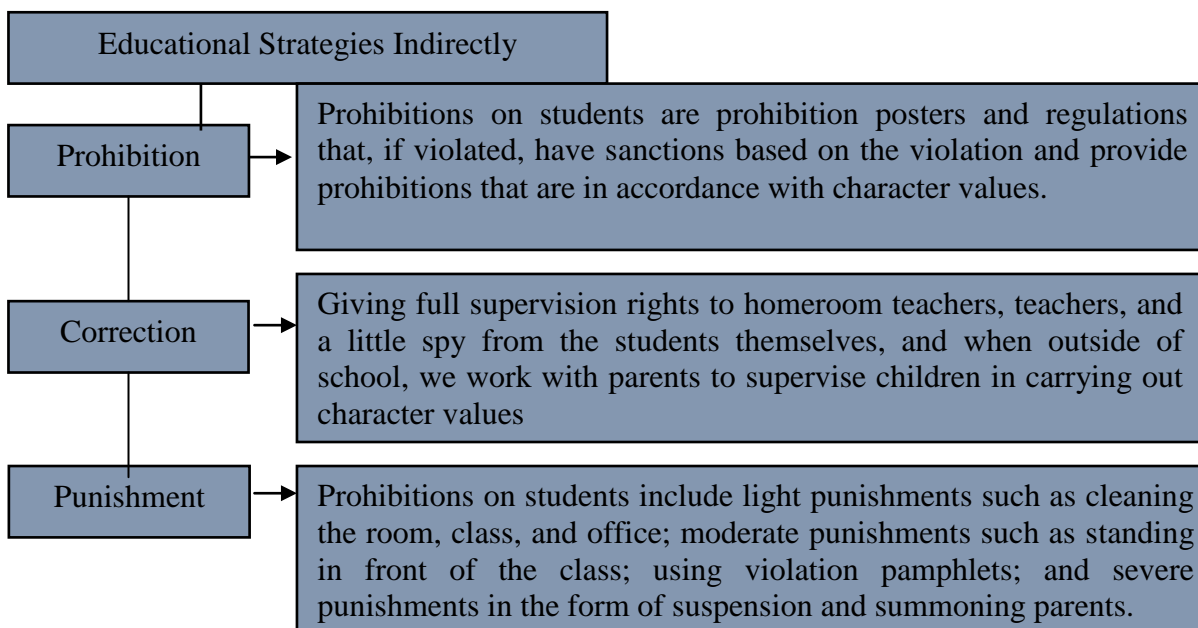 Educational Strategies Indirectly
Prohibition
Prohibitions on students are prohibition posters and regulations
that, if violated, have sanctions based on the violation and provide
prohibitions that are in accordance with character values.
Correction
Giving full supervision rights to homeroom teachers, teachers, and
a little spy from the students themselves, and when outside of
school, we work with parents to supervise children in carrying out
character values
Punishment
Prohibitions on students include light punishments such as cleaning
the room, class, and office; moderate punishments such as standing
in front of the class; using violation pamphlets; and severe
punishments in the form of suspension and summoning parents.